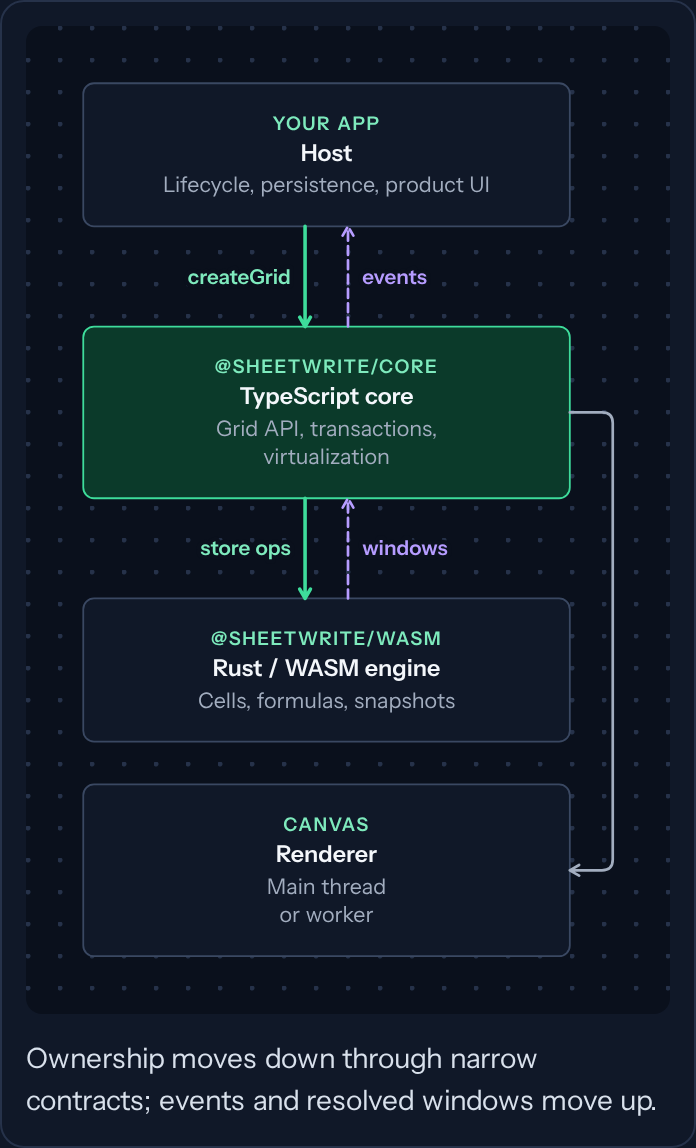 YOUR APP
Host
Lifecycle, persistence, product UI
createGrid
events
@SHEETWRITE/CORE
TypeScript core
Grid API, transactions,
virtualization
store ops
windows
@SHEETWRITE/WASM
Rust / WASM engine
Cells, formulas, snapshots
CANVAS
Renderer
Main thread
or worker
Ownership moves down through narrow
contracts; events and resolved windows move up.